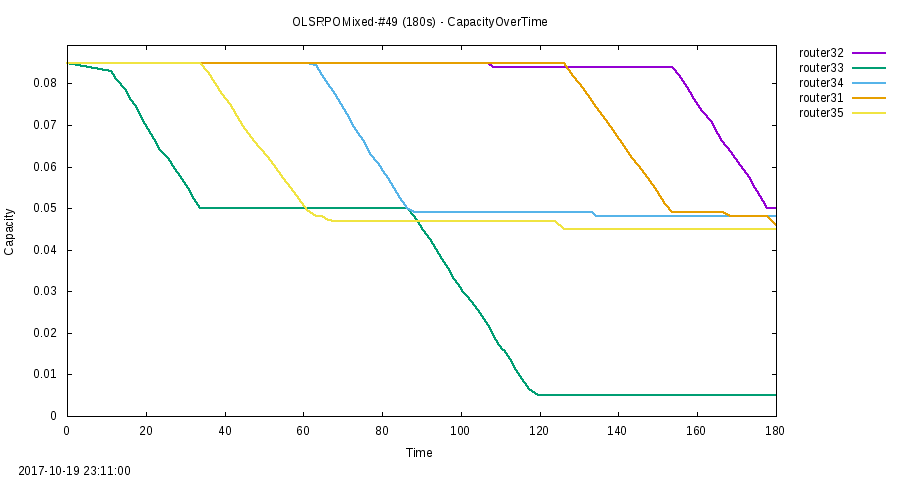 OLSRPOMixed-#49 (180s) - CapacityOverTime
router32
router33
router34
router31
router35
0.08
0.07
0.06
0.05
0.04
0.03
0.02
0.01
0
Capacity
0 20 40 60 80 100 120 140 160 180
Time
2017-10-19 23:11:00